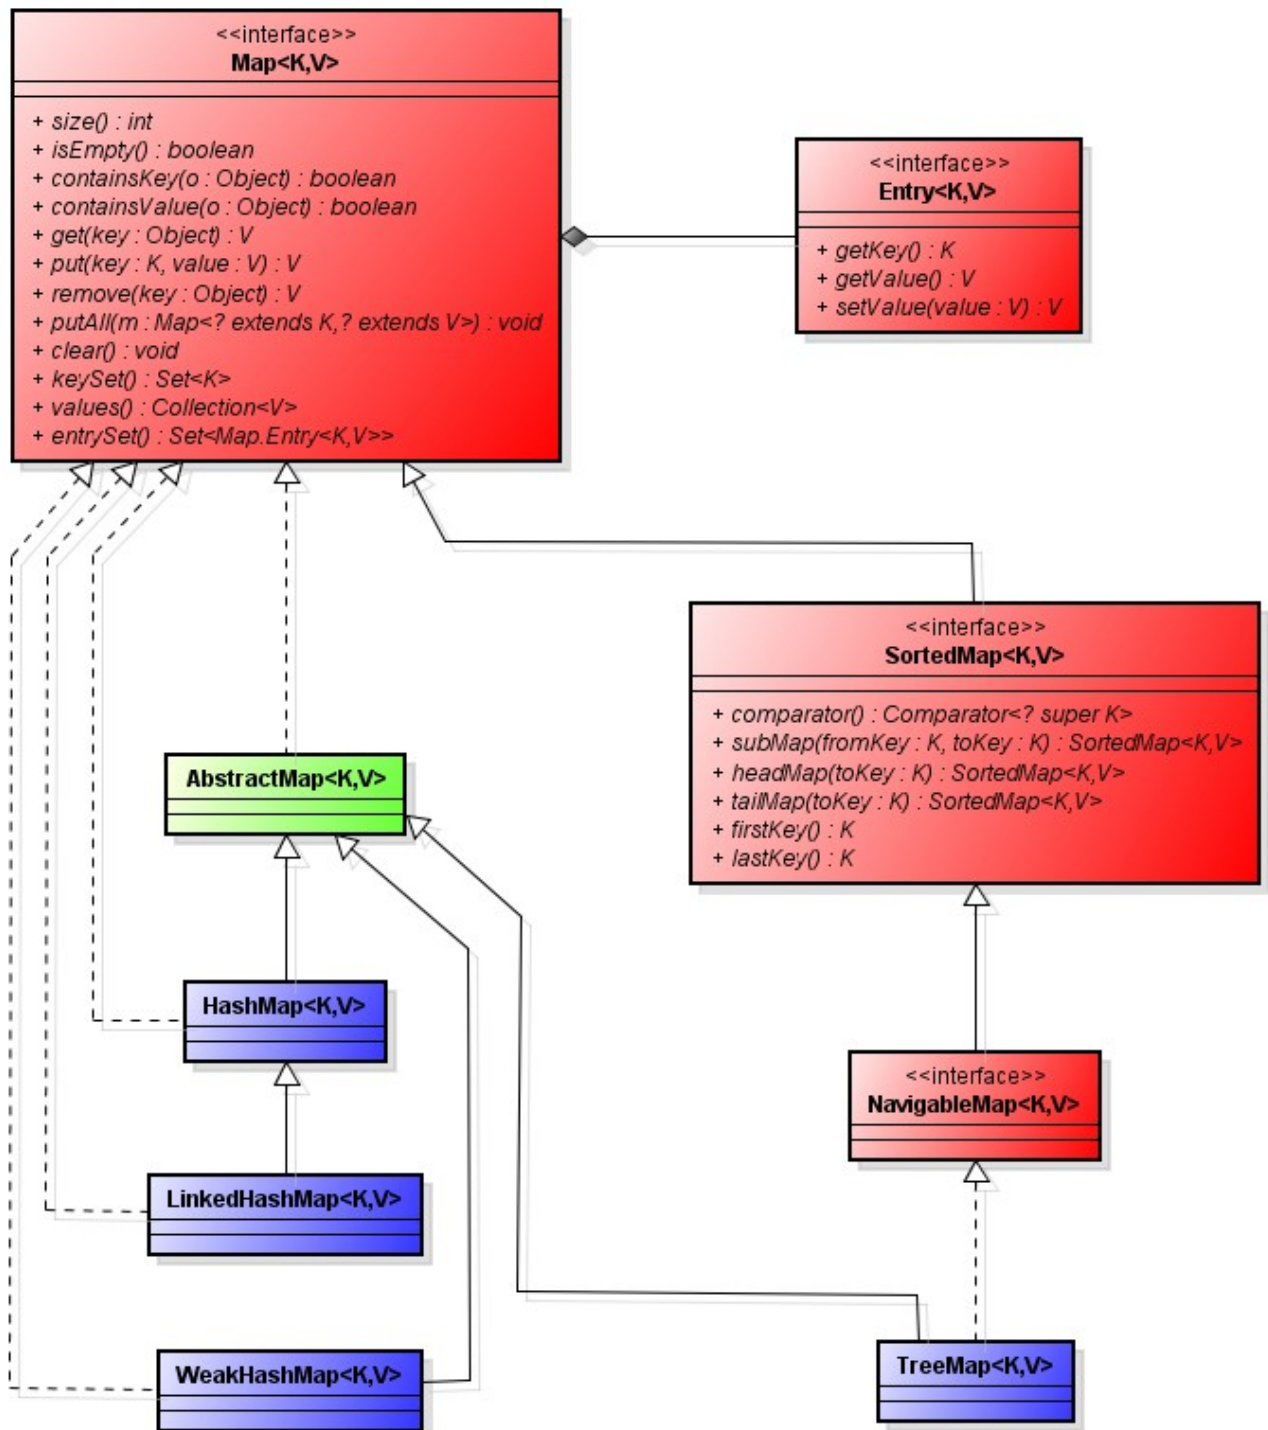 <<interface>>
Map<K,V>
+ size() : int
+ isEmpty() : boolean
+ containsKey(o : Object) : boolean
+ containsValue(o : Object) : boolean
+ get(key : Object) : V
+ put(key : K, value : V) : V
+ remove(key : Object) : V
+ putAll(m : Map<? extends K,? extends V>) : void
+ clear() : void
+ keySet() : Set<K>
+ values() : Collection<V>
+ entrySet() : Set<Map.Entry<K,V>>
<<interface>>
Entry<K,V>
+ getKey() : K
+ getValue() : V
+ setValue(value : V) : V
<<interface>>
SortedMap<K,V>
+ comparator() : Comparator<? super K>
+ subMap(fromKey : K, toKey : K) : SortedMap<K,V>
+ headMap(toKey : K) : SortedMap<K,V>
+ tailMap(toKey : K) : SortedMap<K,V>
+ firstKey() : K
+ lastKey() : K
AbstractMap<K,V>
HashMap<K,V>
<<interface>>
NavigableMap<K,V>
LinkedHashMap<K,V>
WeakHashMap<K,V>
TreeMap<K,V>